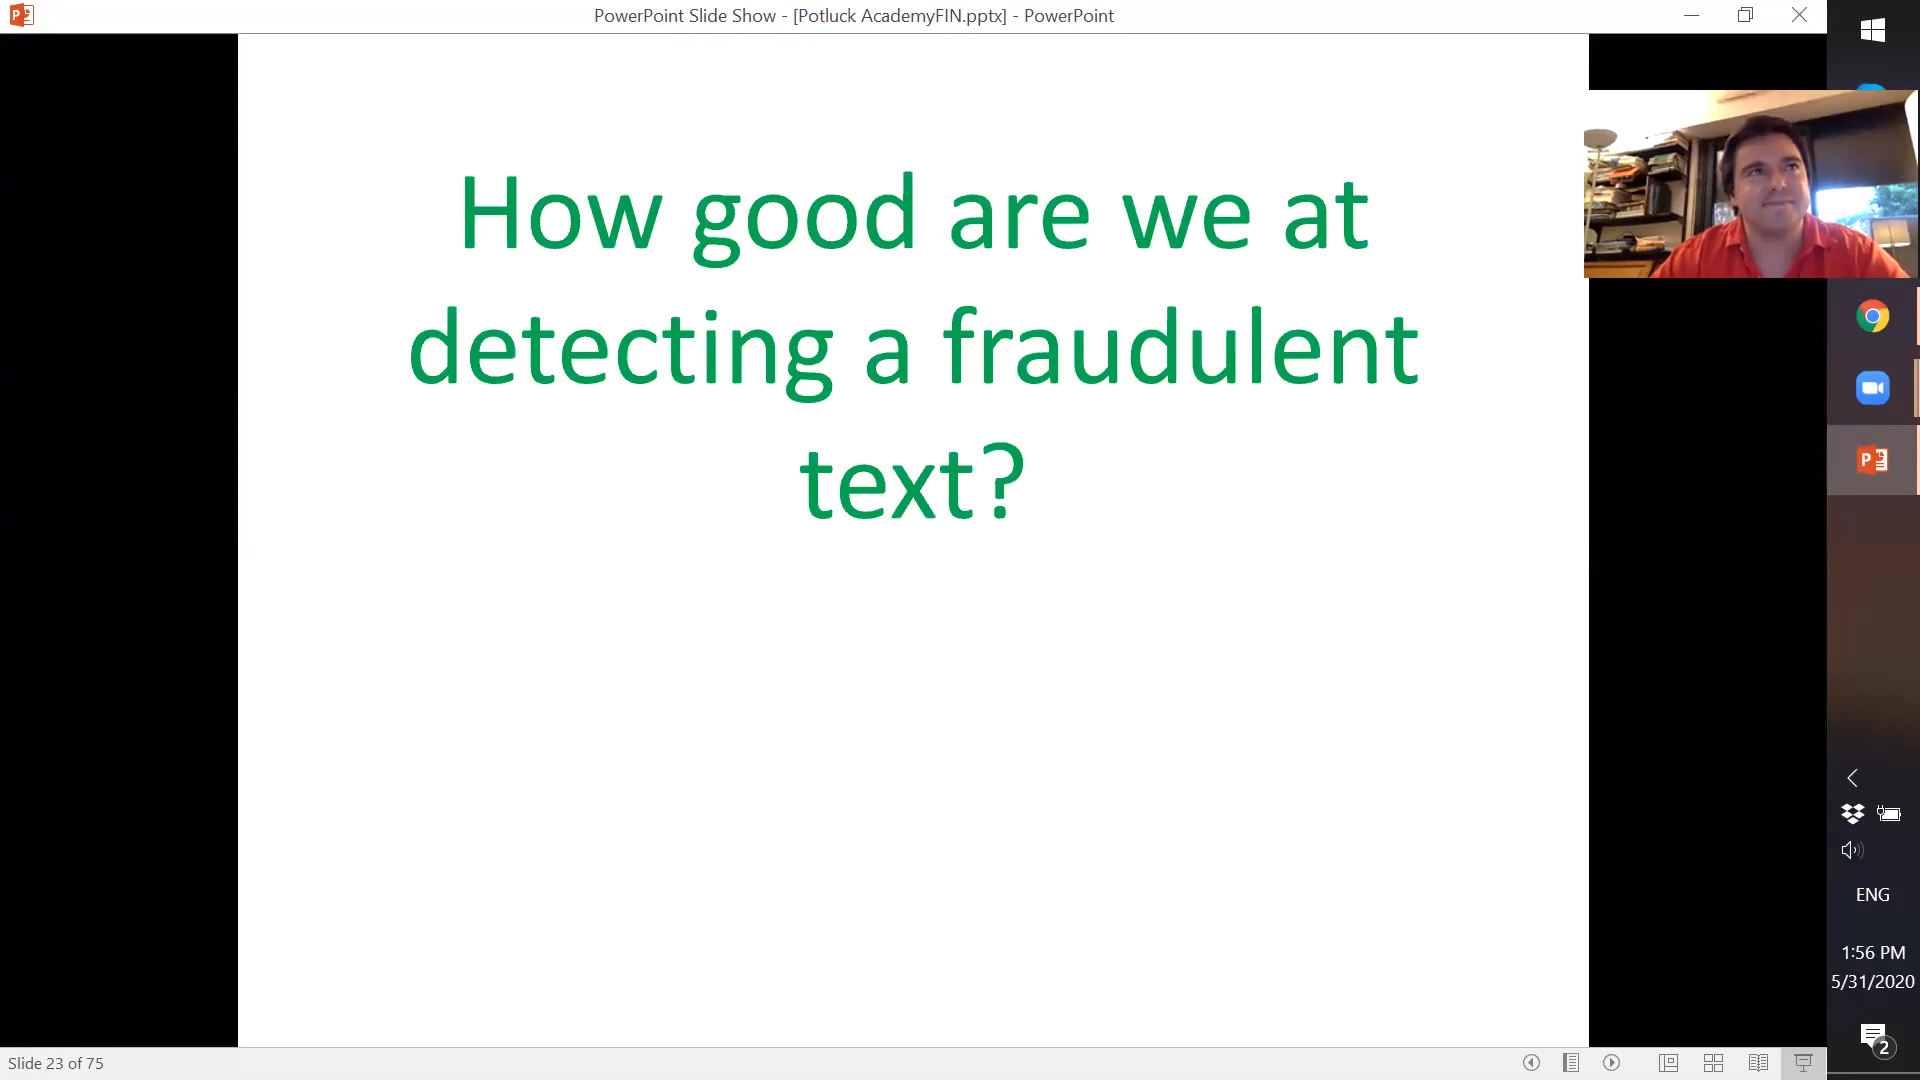 PowerPoint Slide Show - [Potluck AcademyFIN.pptx] - PowerPoint
How good are we at
detecting a fraudulent
text?
ENG
1:56 PM
5/31/2020
2
Slide 23 of 75